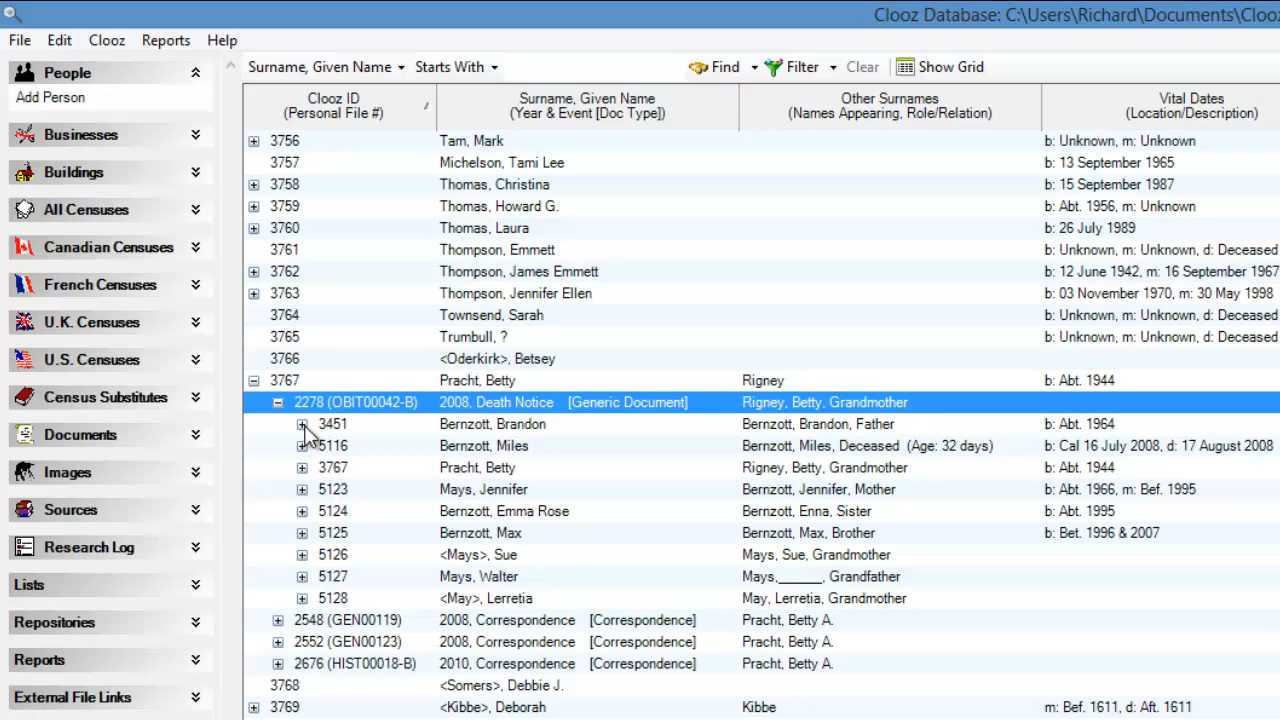 Clooz Database: C:\Users\Richard\Documents\Clooz
File Edit Clooz Reports Help
People
Add Person
Businesses
Buildings
All Censuses
Canadian Censuses
French Censuses
U.K. Censuses
U.S. Censuses
Census Substitutes
Documents
Images
Sources
Research Log
Lists
Repositories
Reports
External File Links
Surname, Given Name Starts With Find Filter Clear Show Grid
Clooz ID Surname, Given Name Other Surnames Vital Dates
(Personal File #) / (Year & Event [Doc Type]) (Names Appearing, Role/Relation) (Location/Description)
3756 Tam, Mark b: Unknown, m: Unknown
3757 Michelson, Tami Lee b: 13 September 1965
3758 Thomas, Christina b: 15 September 1987
3759 Thomas, Howard G. b: Abt. 1956, m: Unknown
3760 Thomas, Laura b: 26 July 1989
3761 Thompson, Emmett b: Unknown, m: Unknown, d: Deceased
3762 Thompson, James Emmett b: 12 June 1942, m: 16 September 1967
3763 Thompson, Jennifer Ellen b: 03 November 1970, m: 30 May 1998
3764 Townsend, Sarah b: Unknown, m: Unknown, d: Deceased
3765 Trumbull, ? b: Unknown, m: Unknown, d: Deceased
3766 <Oderkirk>, Betsey
3767 Pracht, Betty Rigney b: Abt. 1944
2278 (OBIT00042-B) 2008, Death Notice [Generic Document] Rigney, Betty, Grandmother
3451 Bernzott, Brandon Bernzott, Brandon, Father b: Abt. 1964
5116 Bernzott, Miles Bernzott, Miles, Deceased (Age: 32 days) b: Cal 16 July 2008, d: 17 August 2008
3767 Pracht, Betty Rigney, Betty, Grandmother b: Abt. 1944
5123 Mays, Jennifer Bernzott, Jennifer, Mother b: Abt. 1966, m: Bef. 1995
5124 Bernzott, Emma Rose Bernzott, Enna, Sister b: Abt. 1995
5125 Bernzott, Max Bernzott, Max, Brother b: Bet. 1996 & 2007
5126 <Mays>, Sue Mays, Sue, Grandmother
5127 Mays, Walter Mays,______, Grandfather
5128 <May>, Lerretia May, Lerretia, Grandmother
2548 (GEN00119) 2008, Correspondence [Correspondence] Pracht, Betty A.
2552 (GEN00123) 2008, Correspondence [Correspondence] Pracht, Betty A.
2676 (HIST00018-B) 2010, Correspondence [Correspondence] Pracht, Betty A.
3768 <Somers>, Debbie J.
3769 <Kibbe>, Deborah Kibbe m: Bef. 1611, d: Aft. 1611